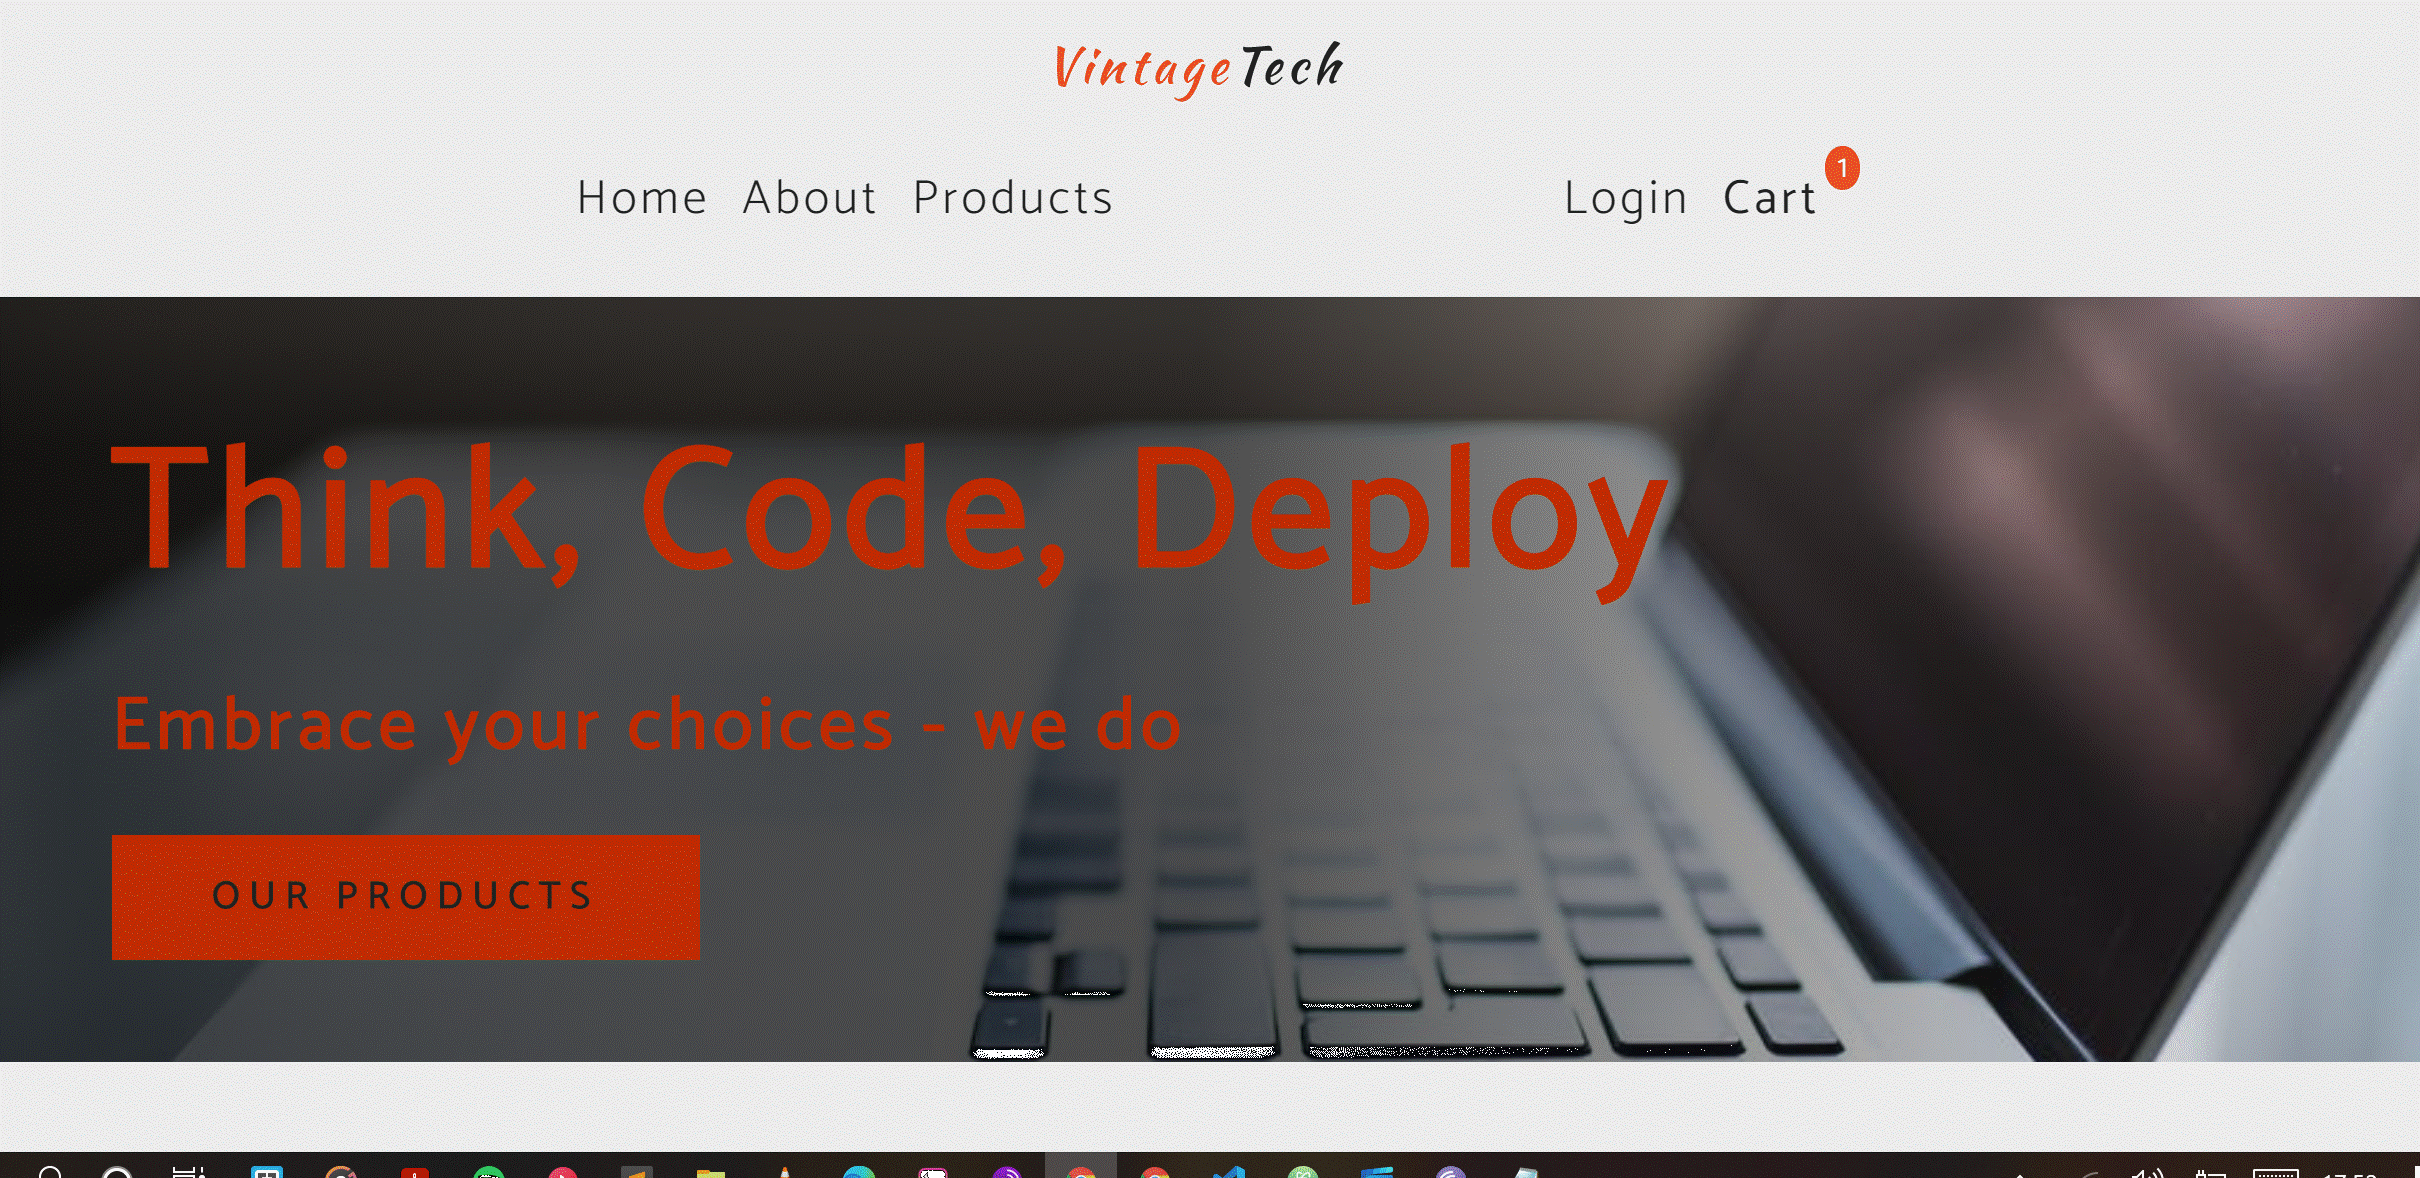 VintageTech
Home About Products Login Cart 1
Think, Code, Deploy
Embrace your choices - we do
OUR PRODUCTS